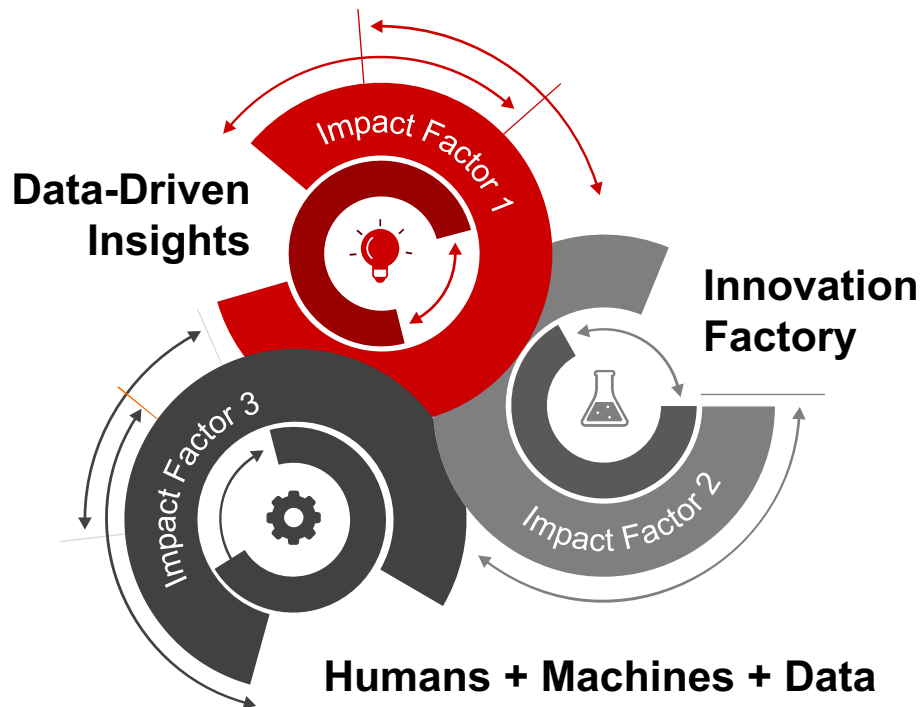 Impact Factor 1
Data-Driven
Insights
Innovation
Factory
Impact Factor 3
Impact Factor 2
Humans + Machines + Data